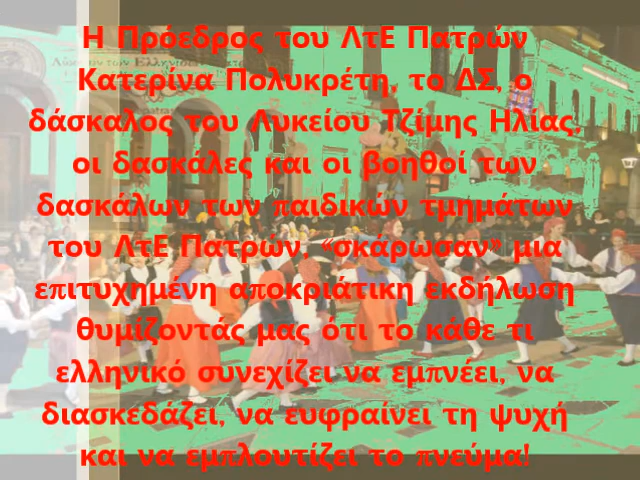 Η Πρόεδρος του ΛτΕ Πατρών
Κατερίνα Πολυκρέτη, το ΔΣ, ο
δάσκαλος του Λυκείου Τζίμης Ηλίας,
οι δασκάλες και οι βοηθοί των
δασκάλων των παιδικών τμημάτων
του ΛτΕ Πατρών, «σκάρωσαν» μια
επιτυχημένη αποκριάτικη εκδήλωση
θυμίζοντάς μας ότι το κάθε τι
ελληνικό συνεχίζει να εμπνέει, να
διασκεδάζει, να ευφραίνει τη ψυχή
και να εμπλουτίζει το πνεύμα!